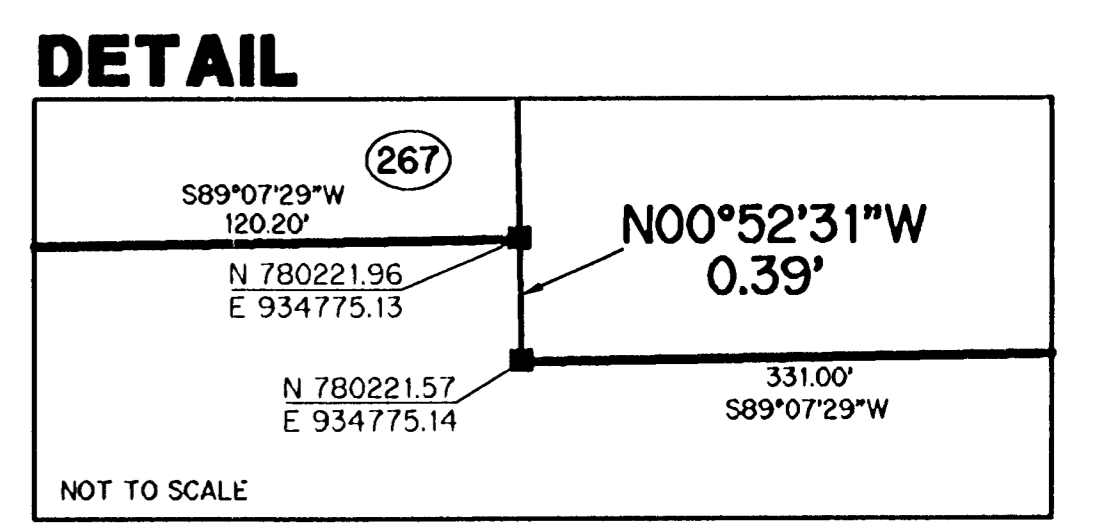 DETAIL
267
S89°07'29"W
120.20'
N00°52'31"W
0.39'
N 780221.96
E 934775.13
N 780221.57
E 934775.14
331.00'
S89°07'29"W
NOT TO SCALE